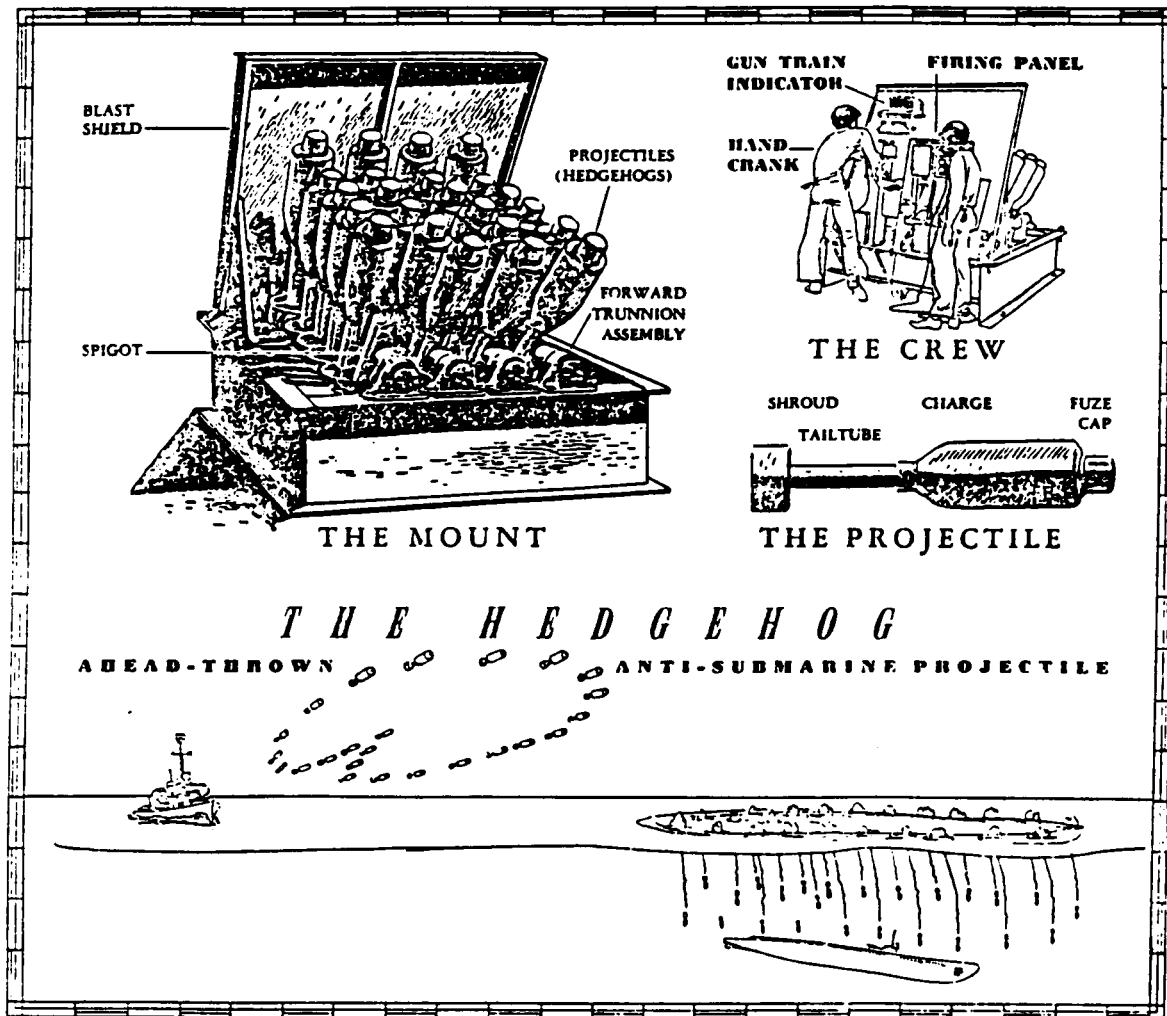 BLAST
SHIELD
PROJECTILES
(HEDGEHOGS)
FORWARD
TRUNNION
ASSEMBLY
SPIGOT
THE MOUNT
GUN TRAIN
INDICATOR
FIRING PANEL
HAND
CRANK
THE CREW
SHROUD
TAILTUBE
CHARGE
FUZE
CAP
THE PROJECTILE
THE HEDGEHOG
AHEAD-THROWN ANTI-SUBMARINE PROJECTILE